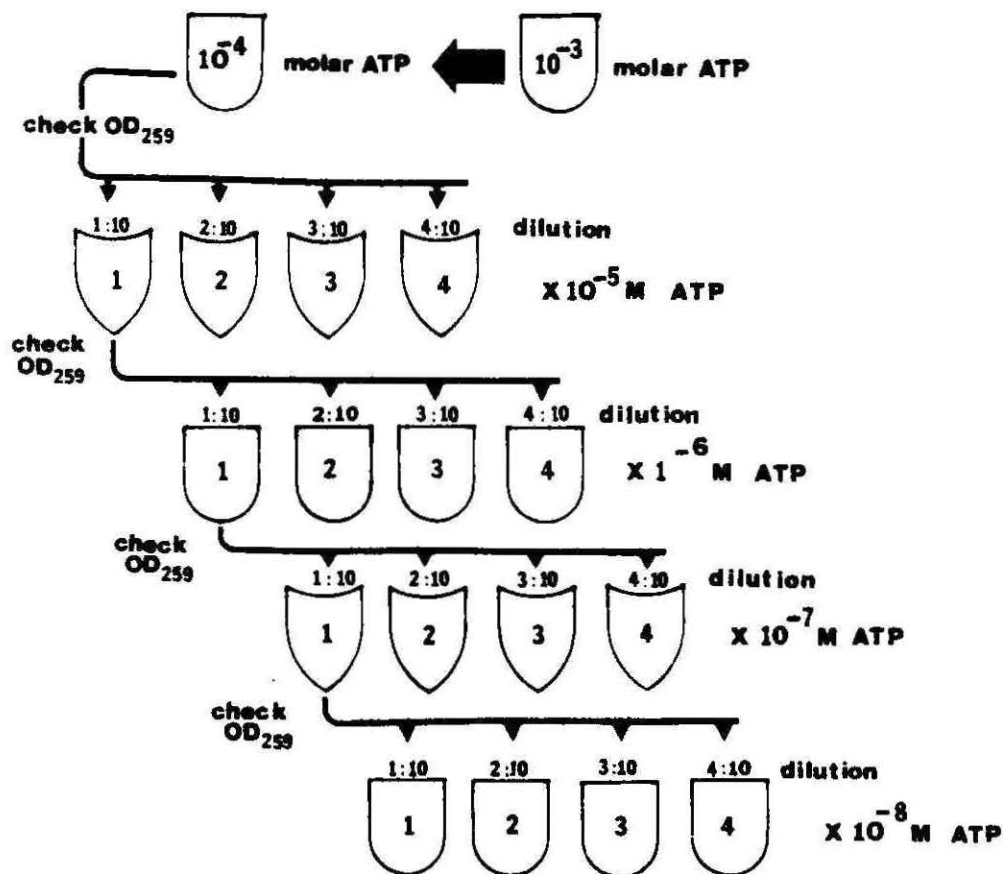 10⁻⁴ molar ATP 10⁻³ molar ATP
check OD₂₅₉
1:10 2:10 3:10 4:10 dilution
1 2 3 4 X 10⁻⁵ M ATP
check OD₂₅₉
1:10 2:10 3:10 4:10 dilution
1 2 3 4 X 1⁻⁶ M ATP
check OD₂₅₉
1:10 2:10 3:10 4:10 dilution
1 2 3 4 X 10⁻⁷ M ATP
check OD₂₅₉
1:10 2:10 3:10 4:10 dilution
1 2 3 4 X 10⁻⁸ M ATP